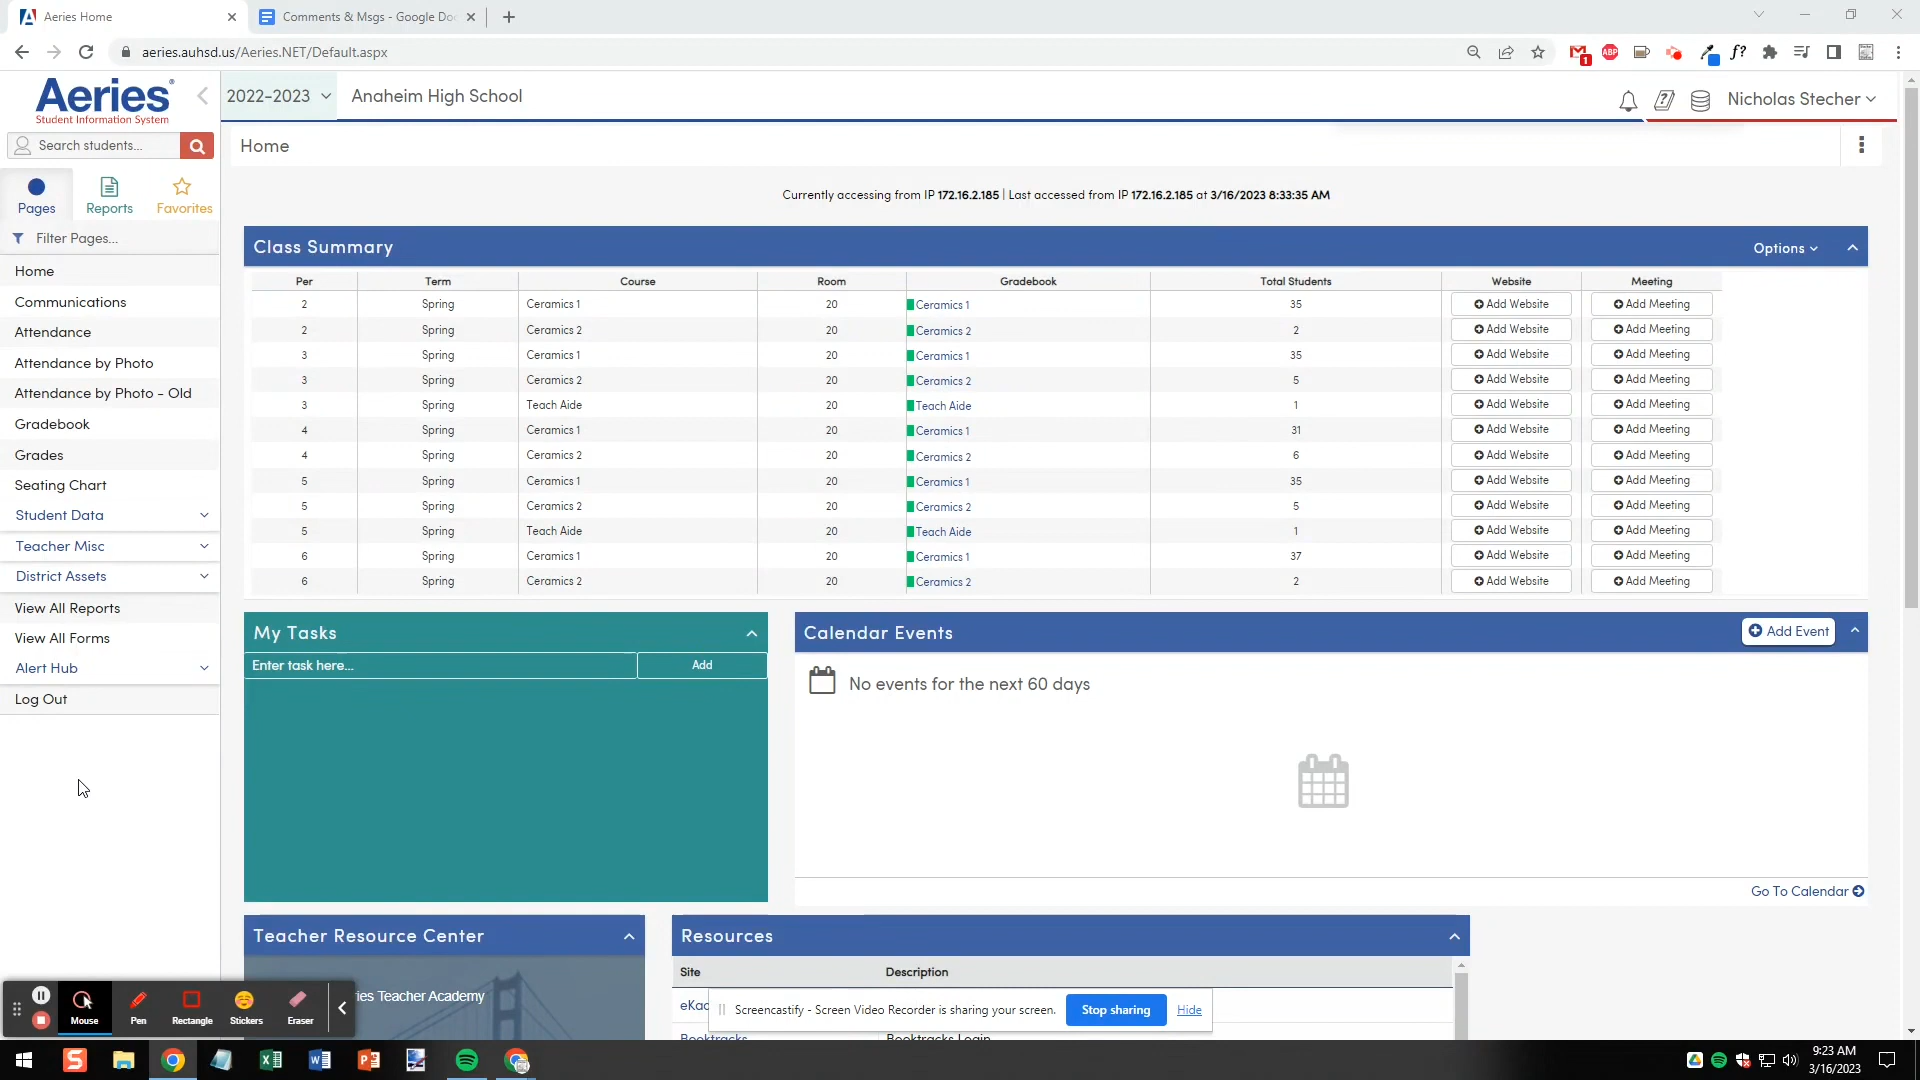 Aeries Home
Comments & Msgs - Google Doc
aeries.auhsd.us/Aeries.NET/Default.aspx
Aeries
Student Information System
2022-2023
Anaheim High School
Nicholas Stecher
Search students...
Home
Pages Reports Favorites
Filter Pages...
Home
Communications
Attendance
Attendance by Photo
Attendance by Photo - Old
Gradebook
Grades
Seating Chart
Student Data
Teacher Misc
District Assets
View All Reports
View All Forms
Alert Hub
Log Out
Currently accessing from IP 172.16.2.185 | Last accessed from IP 172.16.2.185 at 3/16/2023 8:33:35 AM
Class Summary Options
Per Term Course Room Gradebook Total Students Website Meeting
2 Spring Ceramics 1 20 Ceramics 1 35 Add Website Add Meeting
2 Spring Ceramics 2 20 Ceramics 2 2 Add Website Add Meeting
3 Spring Ceramics 1 20 Ceramics 1 35 Add Website Add Meeting
3 Spring Ceramics 2 20 Ceramics 2 5 Add Website Add Meeting
3 Spring Teach Aide 20 Teach Aide 1 Add Website Add Meeting
4 Spring Ceramics 1 20 Ceramics 1 31 Add Website Add Meeting
4 Spring Ceramics 2 20 Ceramics 2 6 Add Website Add Meeting
5 Spring Ceramics 1 20 Ceramics 1 35 Add Website Add Meeting
5 Spring Ceramics 2 20 Ceramics 2 5 Add Website Add Meeting
5 Spring Teach Aide 20 Teach Aide 1 Add Website Add Meeting
6 Spring Ceramics 1 20 Ceramics 1 37 Add Website Add Meeting
6 Spring Ceramics 2 20 Ceramics 2 2 Add Website Add Meeting
My Tasks
Enter task here... Add
Calendar Events Add Event
No events for the next 60 days
Go To Calendar
Teacher Resource Center
ies Teacher Academy
Resources
Site Description
eKad
Booktracks Booktracks Login
Screencastify - Screen Video Recorder is sharing your screen. Stop sharing Hide
Mouse Pen Rectangle Stickers Eraser
9:23 AM
3/16/2023